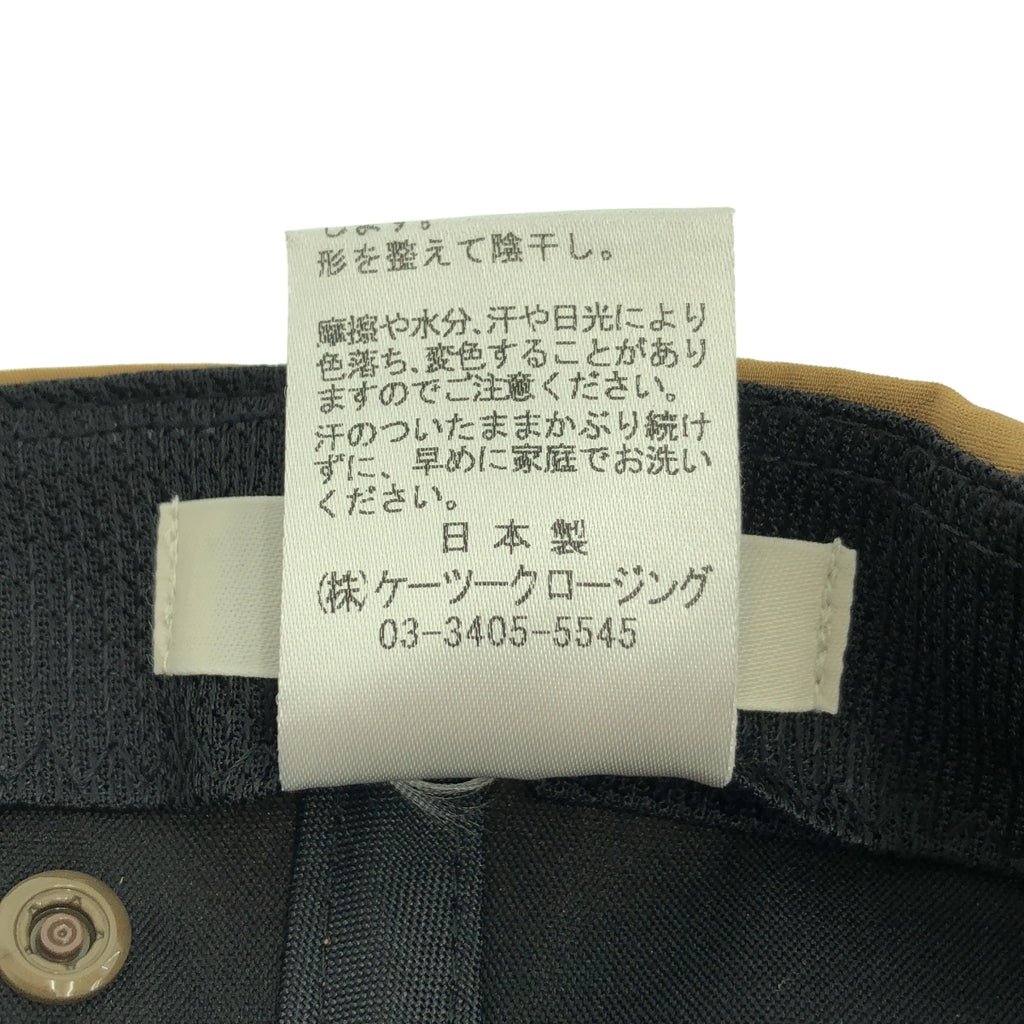 します。
形を整えて陰干し。
摩擦や水分、汗や日光により
色落ち、変色することがあり
ますのでご注意ください。
汗のついたままかぶり続け
ずに、早めに家庭でお洗い
ください。
日本製
(株)ケーツークロージング
03-3405-5545